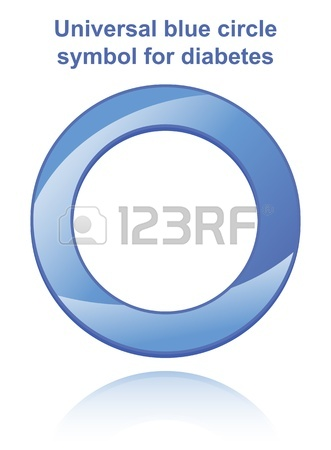 Universal blue circle
symbol for diabetes
123RF